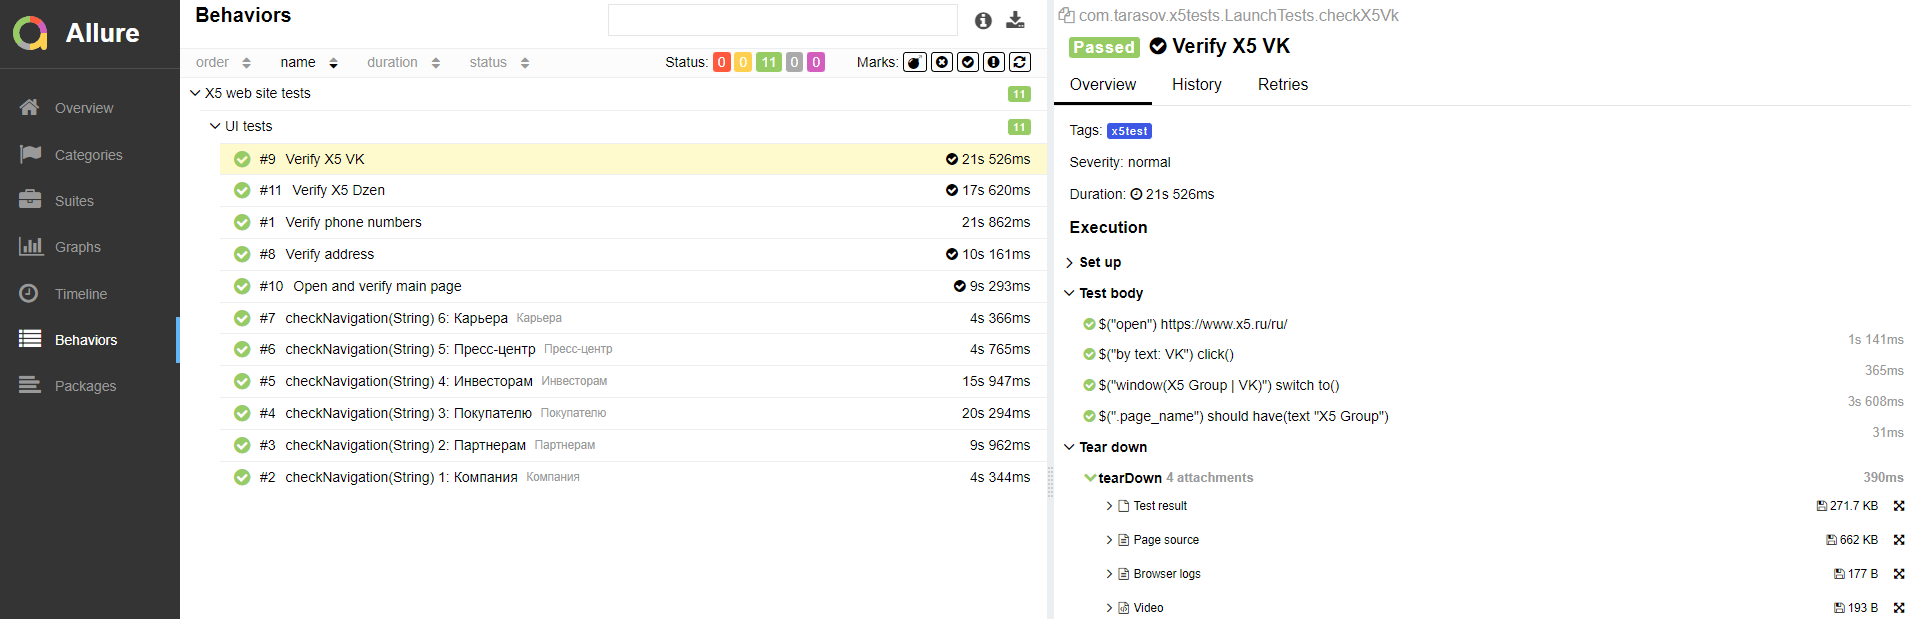 Allure
Overview
Categories
Suites
Graphs
Timeline
Behaviors
Packages
Behaviors
order name duration status Status: 0 0 11 0 0 Marks:
X5 web site tests 11
UI tests 11
#9 Verify X5 VK 21s 526ms
#11 Verify X5 Dzen 17s 620ms
#1 Verify phone numbers 21s 862ms
#8 Verify address 10s 161ms
#10 Open and verify main page 9s 293ms
#7 checkNavigation(String) 6: Карьера Карьера 4s 366ms
#6 checkNavigation(String) 5: Пресс-центр Пресс-центр 4s 765ms
#5 checkNavigation(String) 4: Инвесторам Инвесторам 15s 947ms
#4 checkNavigation(String) 3: Покупателю Покупателю 20s 294ms
#3 checkNavigation(String) 2: Партнерам Партнерам 9s 962ms
#2 checkNavigation(String) 1: Компания Компания 4s 344ms
com.tarasov.x5tests.LaunchTests.checkX5Vk
Passed Verify X5 VK
Overview History Retries
Tags: x5test
Severity: normal
Duration: 21s 526ms
Execution
Set up
Test body
$("open") https://www.x5.ru/ru/
1s 141ms
$("by text: VK") click()
365ms
$("window(X5 Group | VK)") switch to()
3s 608ms
$(".page_name") should have(text "X5 Group")
31ms
Tear down
tearDown 4 attachments 390ms
Test result 271.7 KB
Page source 662 KB
Browser logs 177 B
Video 193 B